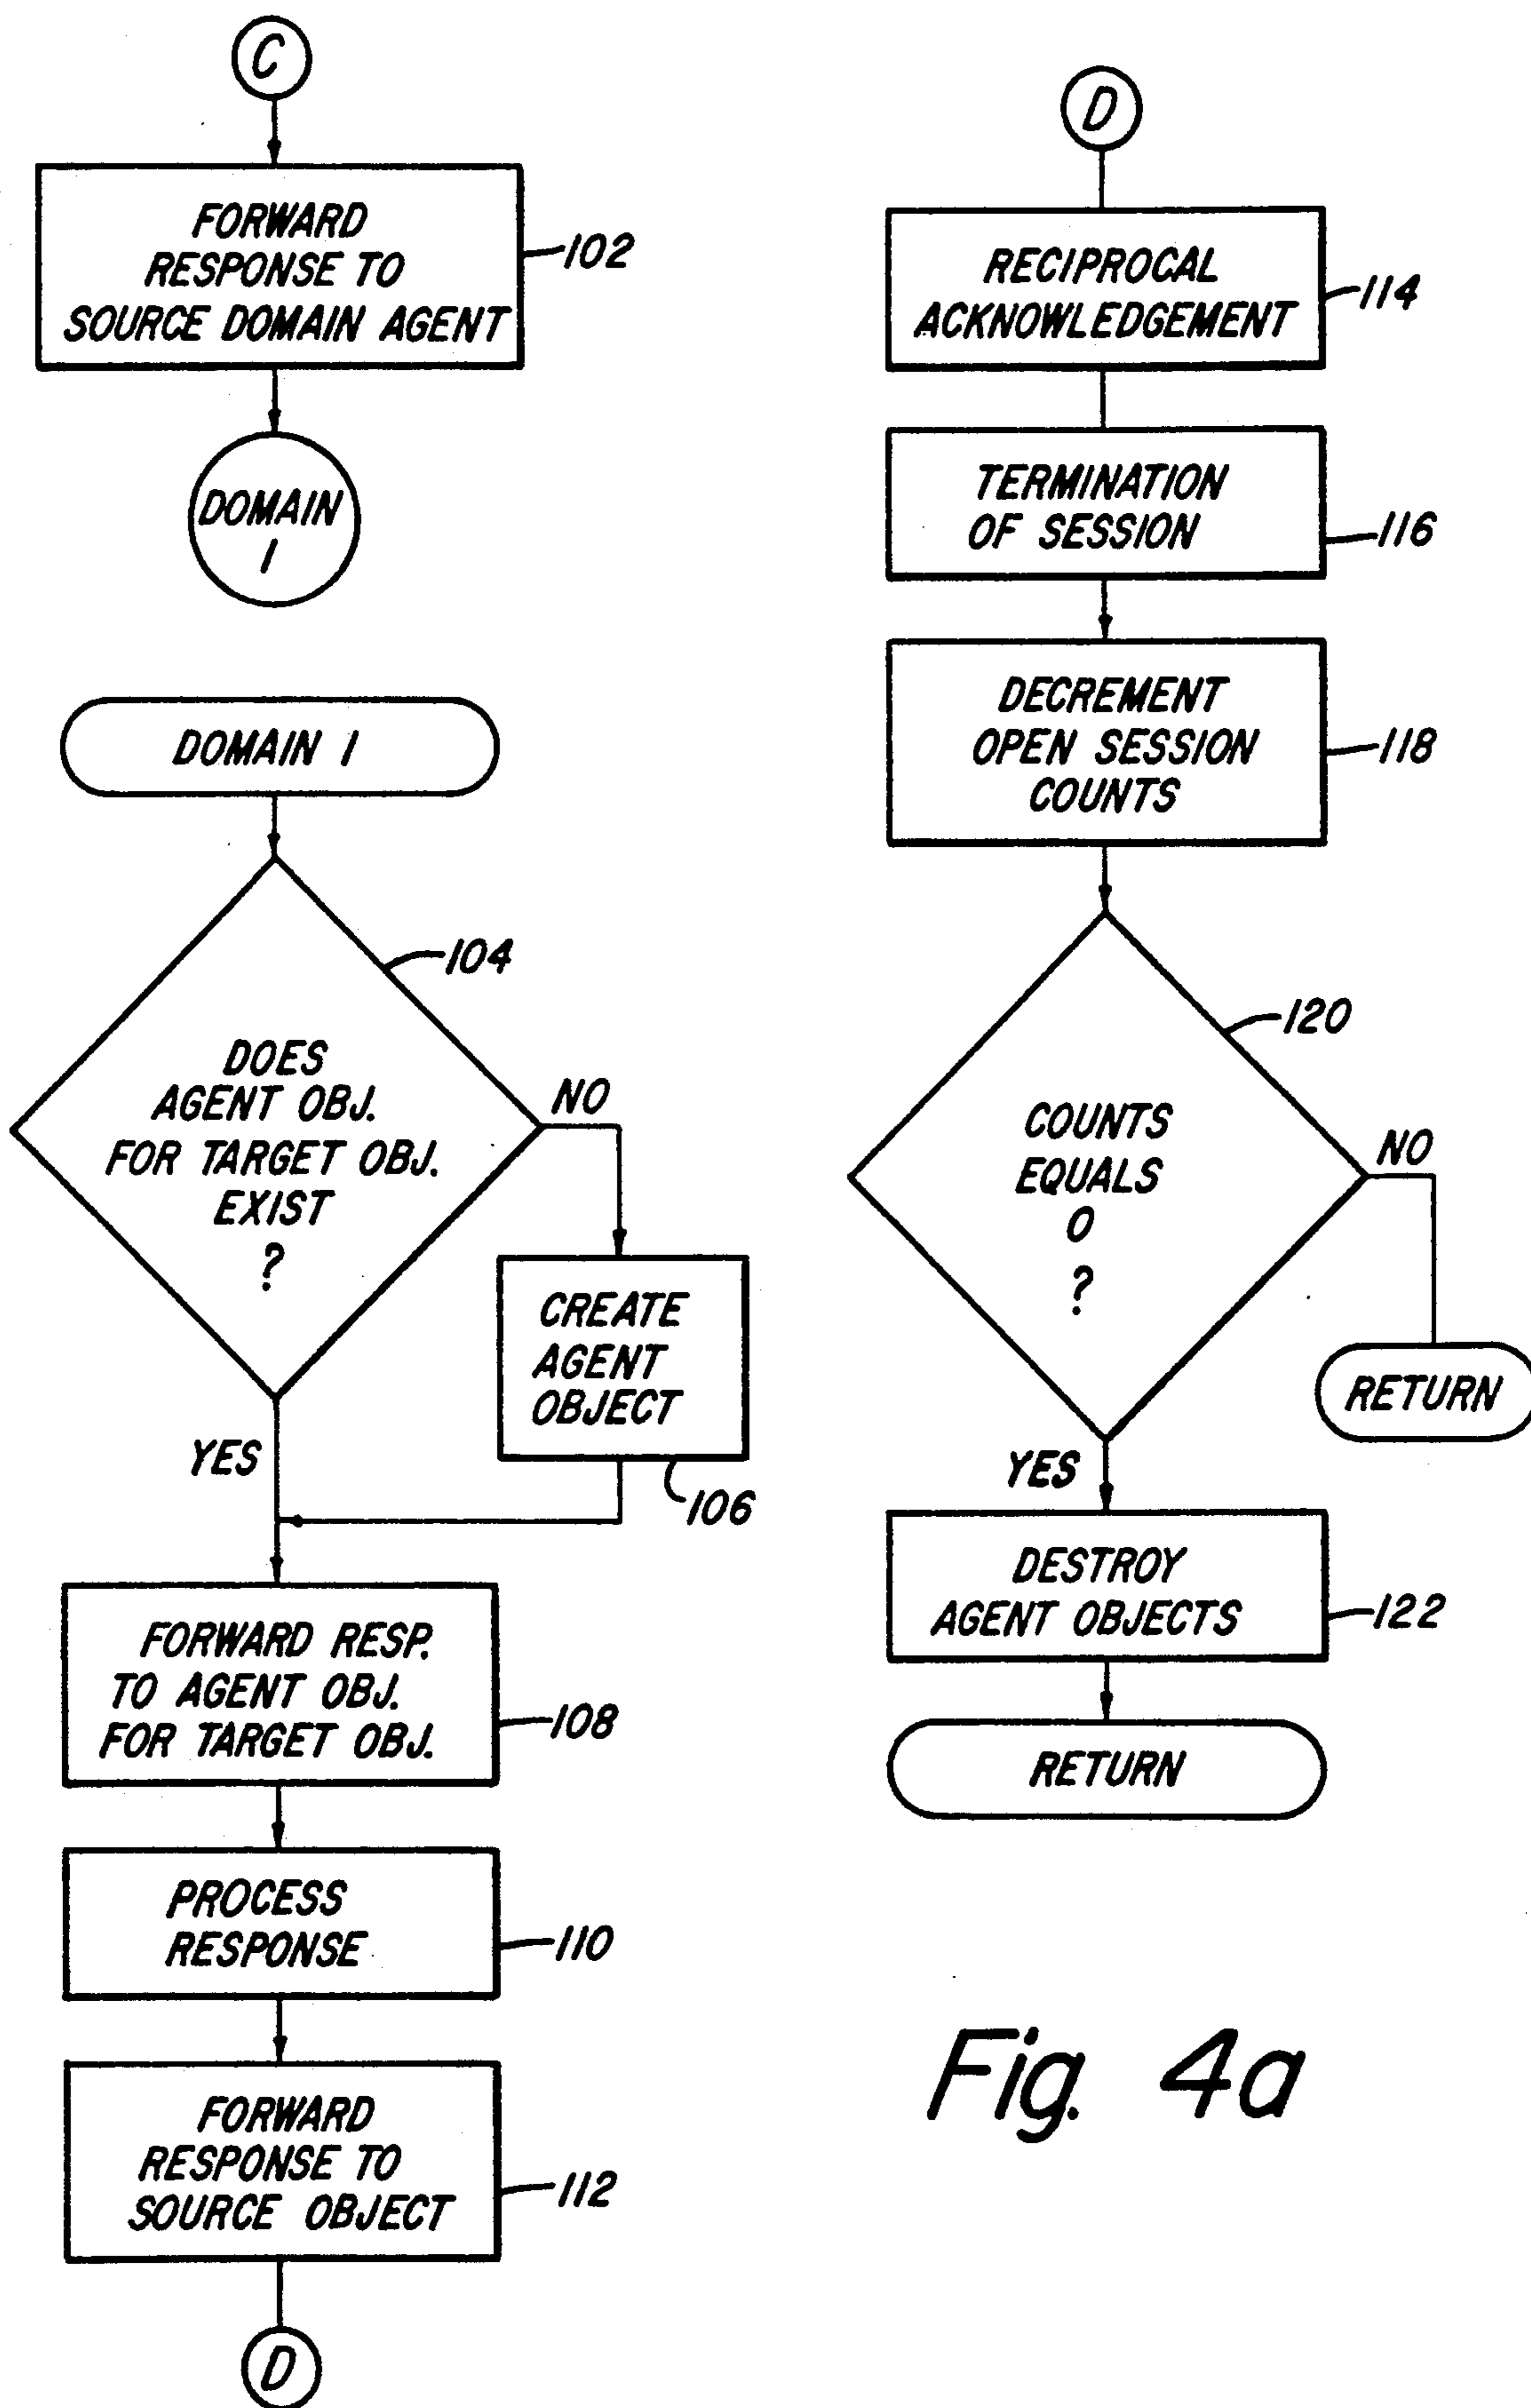 C
FORWARD
RESPONSE TO
SOURCE DOMAIN AGENT
102
DOMAIN
1
DOMAIN 1
104
DOES
AGENT OBJ.
FOR TARGET OBJ.
EXIST
?
NO
CREATE
AGENT
OBJECT
106
YES
FORWARD RESP.
TO AGENT OBJ.
FOR TARGET OBJ.
108
PROCESS
RESPONSE
110
FORWARD
RESPONSE TO
SOURCE OBJECT
112
D
D
RECIPROCAL
ACKNOWLEDGEMENT
114
TERMINATION
OF SESSION
116
DECREMENT
OPEN SESSION
COUNTS
118
120
COUNTS
EQUALS
0
?
NO
RETURN
YES
DESTROY
AGENT OBJECTS
122
RETURN
Fig. 4a